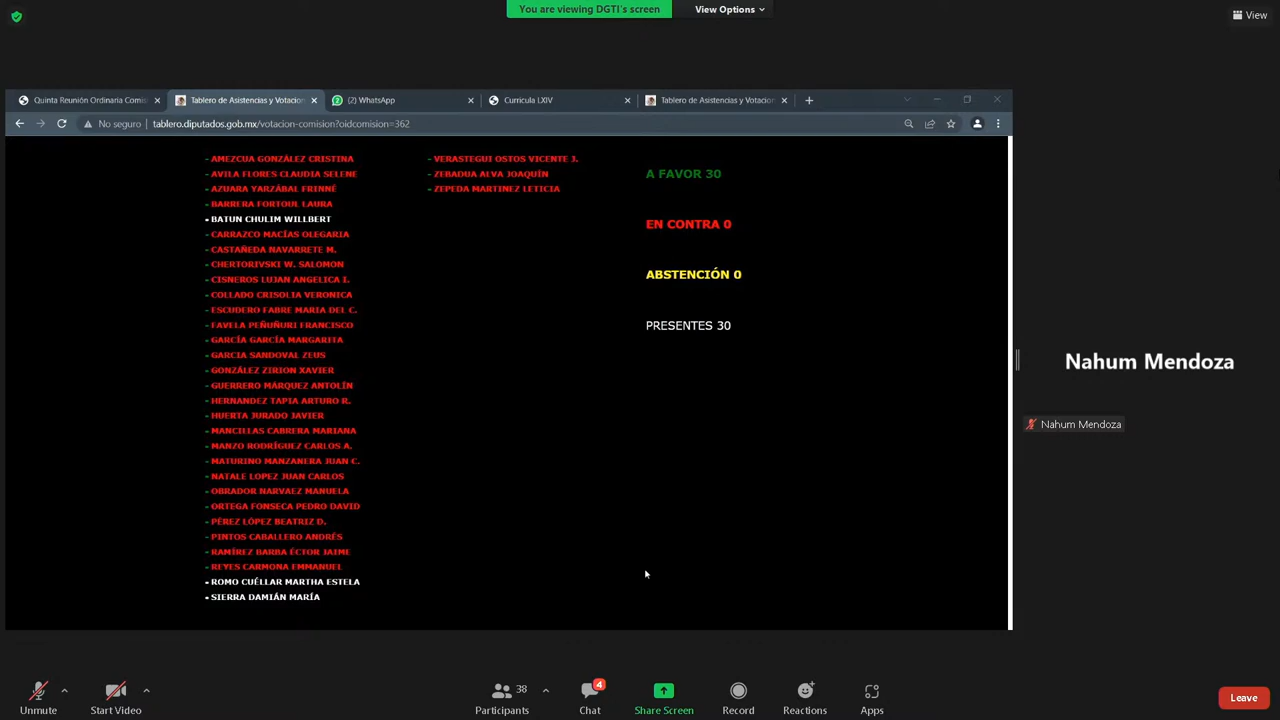 You are viewing DGTI's screen
View Options
View
Quinta Reunión Ordinaria Comis
Tablero de Asistencias y Votacion
(2) WhatsApp
Curricula LXIV
Tablero de Asistencias y Votacion
No seguro | tablero.diputados.gob.mx/votacion-comision?oidcomision=362
- AMEZCUA GONZÁLEZ CRISTINA
- AVILA FLORES CLAUDIA SELENE
- AZUARA YARZÁBAL FRINNÉ
- BARRERA FORTOUL LAURA
- BATUN CHULIM WILLBERT
- CARRAZCO MACÍAS OLEGARIA
- CASTAÑEDA NAVARRETE M.
- CHERTORIVSKI W. SALOMON
- CISNEROS LUJAN ANGELICA I.
- COLLADO CRISOLIA VERONICA
- ESCUDERO FABRE MARIA DEL C.
- FAVELA PEÑUÑURI FRANCISCO
- GARCÍA GARCÍA MARGARITA
- GARCIA SANDOVAL ZEUS
- GONZÁLEZ ZIRION XAVIER
- GUERRERO MÁRQUEZ ANTOLÍN
- HERNANDEZ TAPIA ARTURO R.
- HUERTA JURADO JAVIER
- MANCILLAS CABRERA MARIANA
- MANZO RODRÍGUEZ CARLOS A.
- MATURINO MANZANERA JUAN C.
- NATALE LOPEZ JUAN CARLOS
- OBRADOR NARVAEZ MANUELA
- ORTEGA FONSECA PEDRO DAVID
- PÉREZ LÓPEZ BEATRIZ D.
- PINTOS CABALLERO ANDRÉS
- RAMÍREZ BARBA ÉCTOR JAIME
- REYES CARMONA EMMANUEL
- ROMO CUÉLLAR MARTHA ESTELA
- SIERRA DAMIÁN MARÍA
- VERASTEGUI OSTOS VICENTE J.
- ZEBADUA ALVA JOAQUÍN
- ZEPEDA MARTINEZ LETICIA
A FAVOR 30
EN CONTRA 0
ABSTENCIÓN 0
PRESENTES 30
Nahum Mendoza
Nahum Mendoza
Unmute
Start Video
38
Participants
4
Chat
Share Screen
Record
Reactions
Apps
Leave